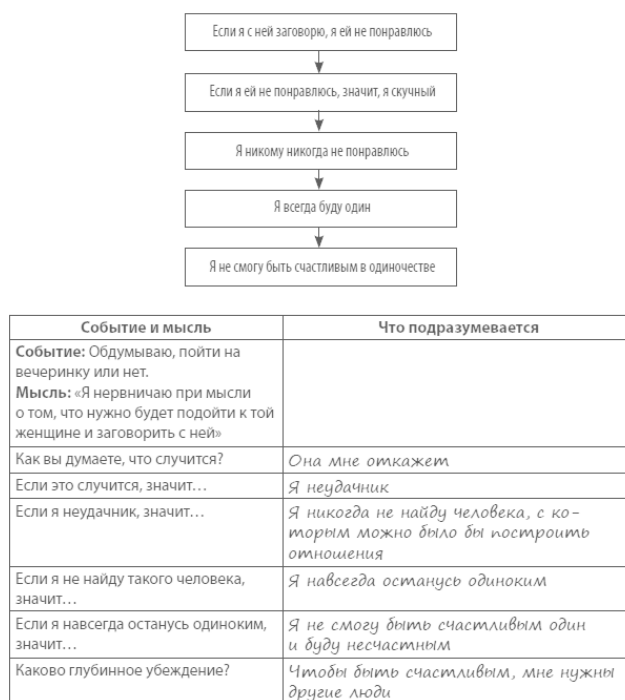 Если я с ней заговорю, я ей не понравлюсь
Если я ей не понравлюсь, значит, я скучный
Я никому никогда не понравлюсь
Я всегда буду один
Я не смогу быть счастливым в одиночестве
Событие и мысль
Что подразумевается
Событие: Обдумываю, пойти на
вечеринку или нет.
Мысль: «Я нервничаю при мысли
о том, что нужно будет подойти к той
женщине и заговорить с ней»
Как вы думаете, что случится?
Она мне откажет
Если это случится, значит…
Я неудачник
Если я неудачник, значит…
Я никогда не найду человека, с ко-
торым можно было бы построить
отношения
Если я не найду такого человека,
значит…
Я навсегда останусь одиноким
Если я навсегда останусь одиноким,
значит…
Я не смогу быть счастливым один
и буду несчастным
Каково глубинное убеждение?
Чтобы быть счастливым, мне нужны
другие люди